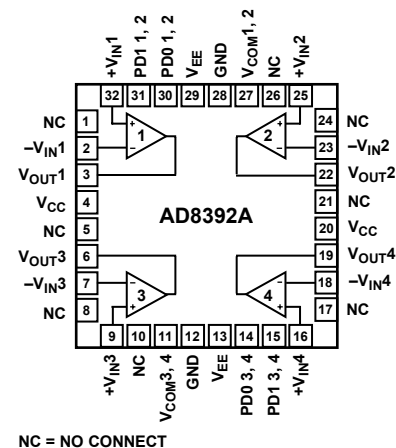 +VIN1
PD1 1, 2
PD0 1, 2
VEE
GND
VCOM1, 2
NC
+VIN2
32 31 30 29 28 27 26 25
NC 1
–VIN1 2
VOUT1 3
VCC 4
NC 5
VOUT3 6
–VIN3 7
NC 8
+ 1 –
+ 2 –
AD8392A
– 3 +
– 4 +
24 NC
23 –VIN2
22 VOUT2
21 NC
20 VCC
19 VOUT4
18 –VIN4
17 NC
9 10 11 12 13 14 15 16
+VIN3
NC
VCOM3, 4
GND
VEE
PD0 3, 4
PD1 3, 4
+VIN4
NC = NO CONNECT